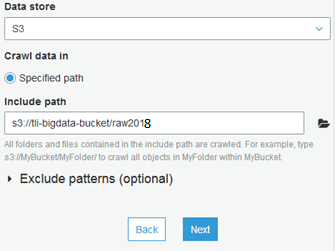 Data store
S3
Crawl data in
Specified path
Include path
s3://tli-bigdata-bucket/raw2018
All folders and files contained in the include path are crawled. For example, type
s3://MyBucket/MyFolder/ to crawl all objects in MyFolder within MyBucket.
Exclude patterns (optional)
Back Next